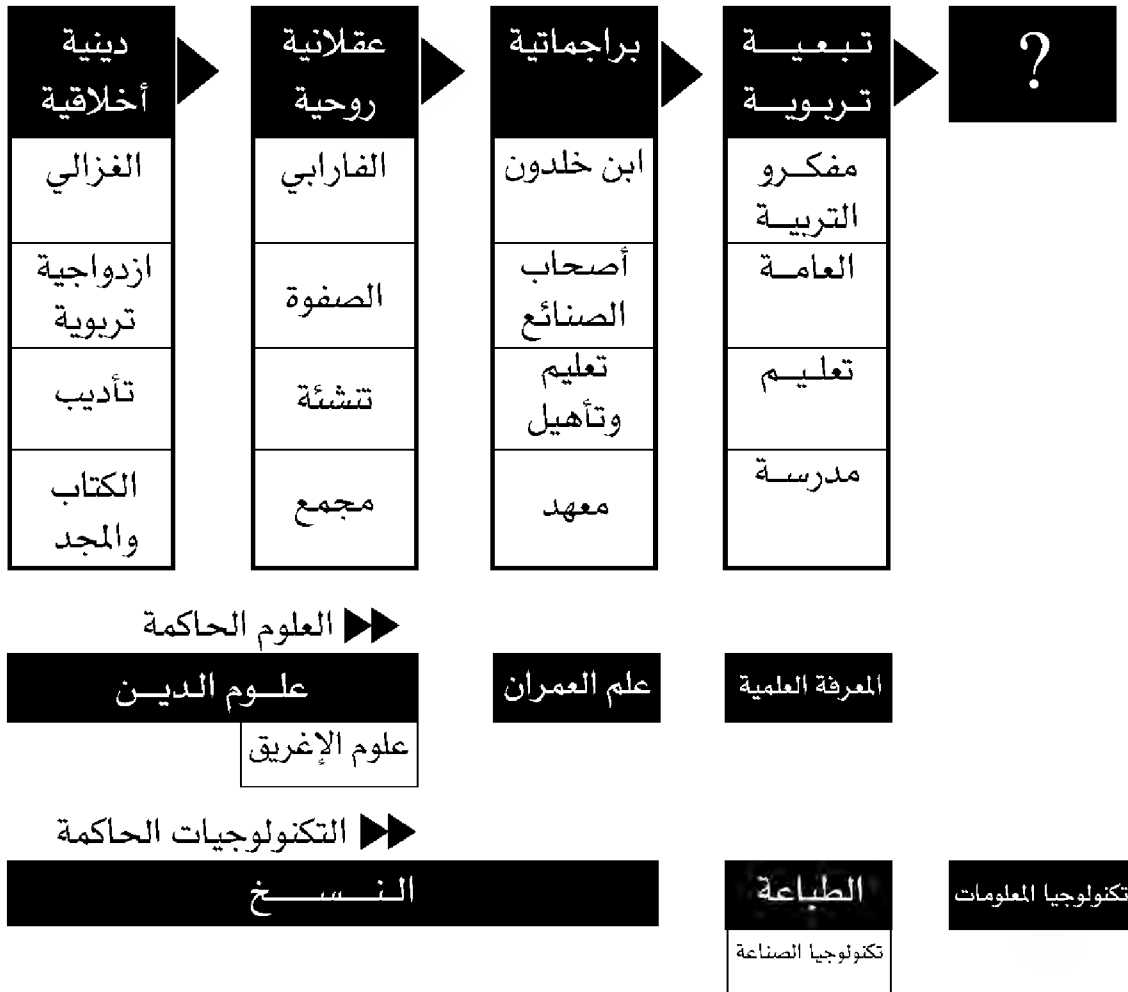 دينية
أخلاقية
الغزالي
ازدواجية
تربوية
تأديب
الكتاب
والمجد
عقلانية
روحية
الفارابي
الصفوة
تنشئة
مجمع
براجماتية
ابن خلدون
أصحاب
الصنائع
تعليم
وتأهيل
معهد
تبعية
تربوية
مفكرو
التربية
العامة
تعليم
مدرسة
?
العلوم الحاكمة
علوم الدين
علوم الإغريق
علم العمران
المعرفة العلمية
التكنولوجيات الحاكمة
النسخ
الطباعة
تكنولوجيا الصناعة
تكنولوجيا المعلومات